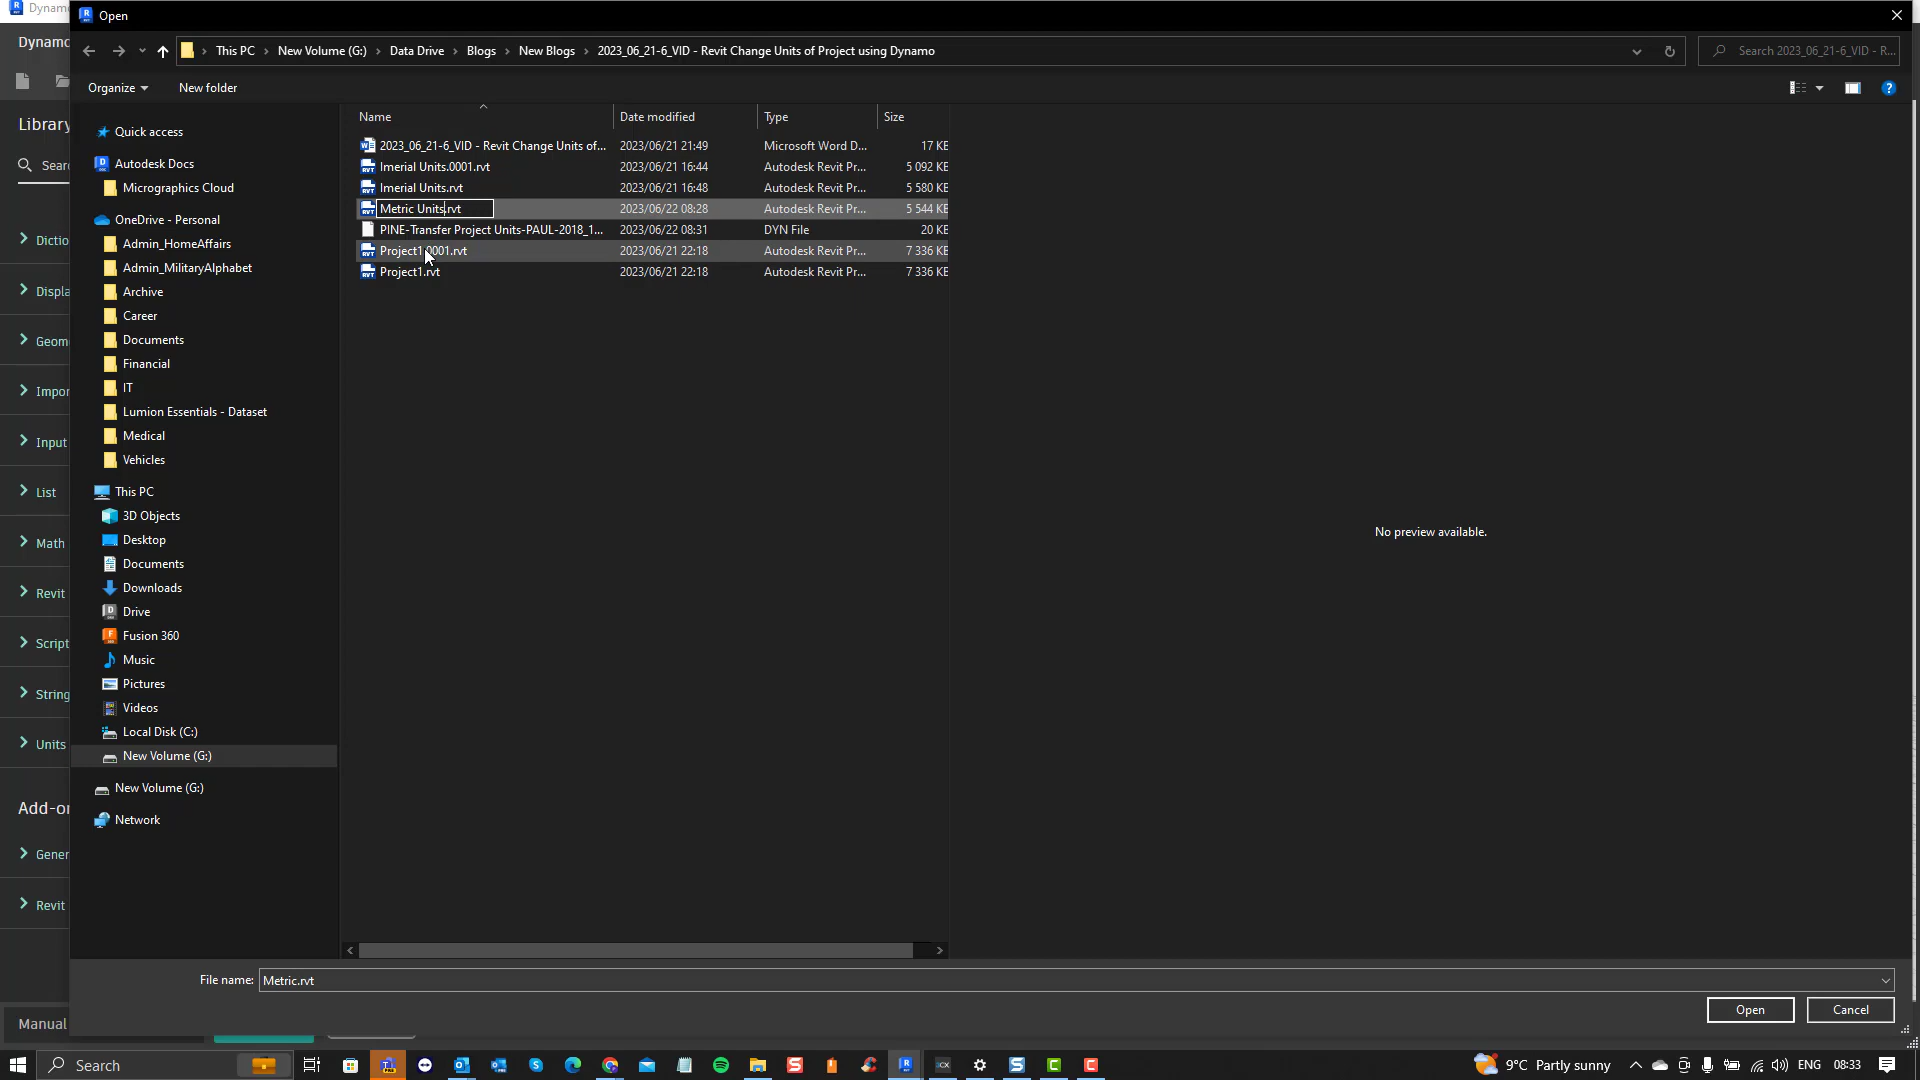 Dynamo
Open
This PC
New Volume (G:)
Data Drive
Blogs
New Blogs
2023_06_21-6_VID - Revit Change Units of Project using Dynamo
Search 2023_06_21-6_VID - R...
Organize
New folder
Name
Date modified
Type
Size
2023_06_21-6_VID - Revit Change Units of... 2023/06/21 21:49 Microsoft Word D... 17 KB
Imerial Units.0001.rvt 2023/06/21 16:44 Autodesk Revit Pr... 5 092 KB
Imerial Units.rvt 2023/06/21 16:48 Autodesk Revit Pr... 5 580 KB
Metric Units.rvt 2023/06/22 08:28 Autodesk Revit Pr... 5 544 KB
PINE-Transfer Project Units-PAUL-2018_1... 2023/06/22 08:31 DYN File 20 KB
Project1.0001.rvt 2023/06/21 22:18 Autodesk Revit Pr... 7 336 KB
Project1.rvt 2023/06/21 22:18 Autodesk Revit Pr... 7 336 KB
Quick access
Autodesk Docs
Micrographics Cloud
OneDrive - Personal
Admin_HomeAffairs
Admin_MilitaryAlphabet
Archive
Career
Documents
Financial
IT
Lumion Essentials - Dataset
Medical
Vehicles
This PC
3D Objects
Desktop
Documents
Downloads
Drive
Fusion 360
Music
Pictures
Videos
Local Disk (C:)
New Volume (G:)
New Volume (G:)
Network
No preview available.
Dynamo
Library
Sear
Dictio
Displa
Geom
Impor
Input
List
Math
Revit
Script
String
Units
Add-o
Gener
Revit
Manual
File name:
Metric.rvt
Open
Cancel
Search
9°C Partly sunny
ENG
08:33